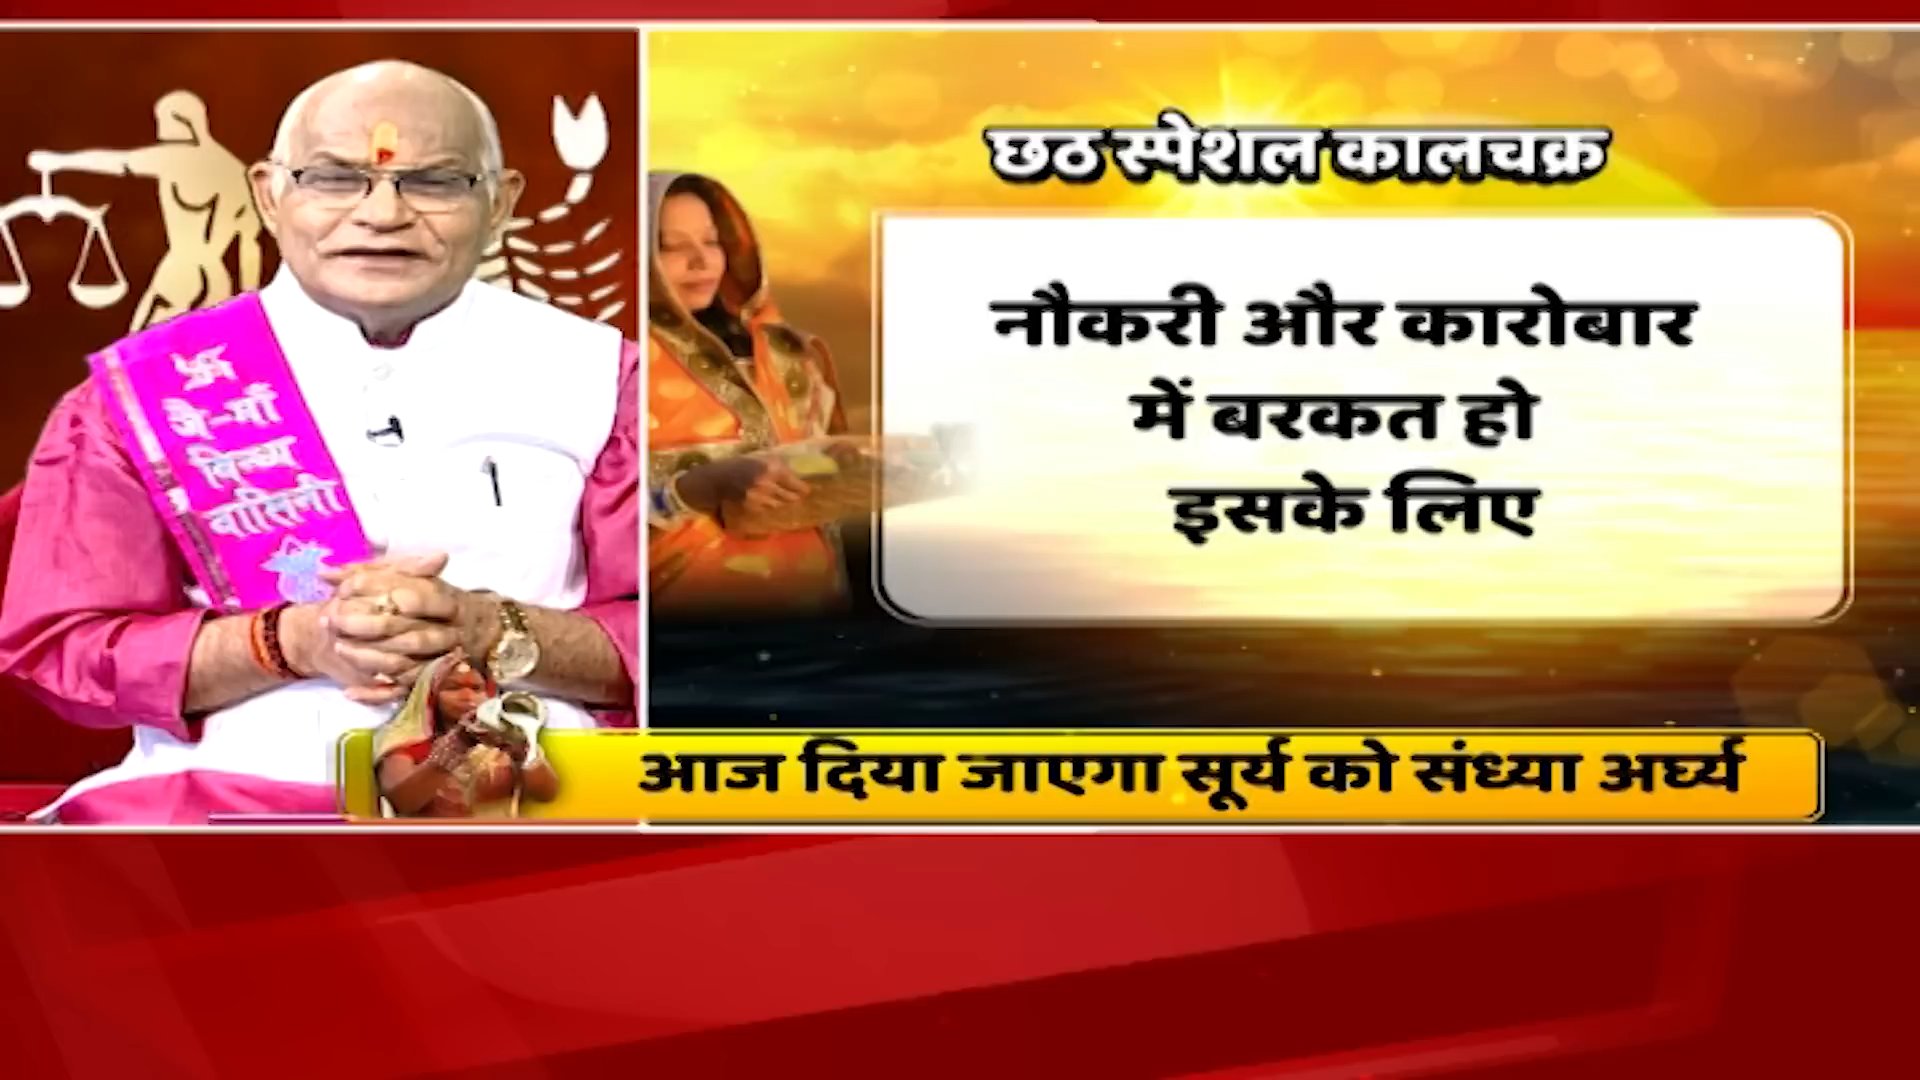 छठ स्पेशल कालचक्र
नौकरी और कारोबार
में बरकत हो
इसके लिए
जै-माँ
विन्ध्य
वासिनी
आज दिया जाएगा सूर्य को संध्या अर्घ्य